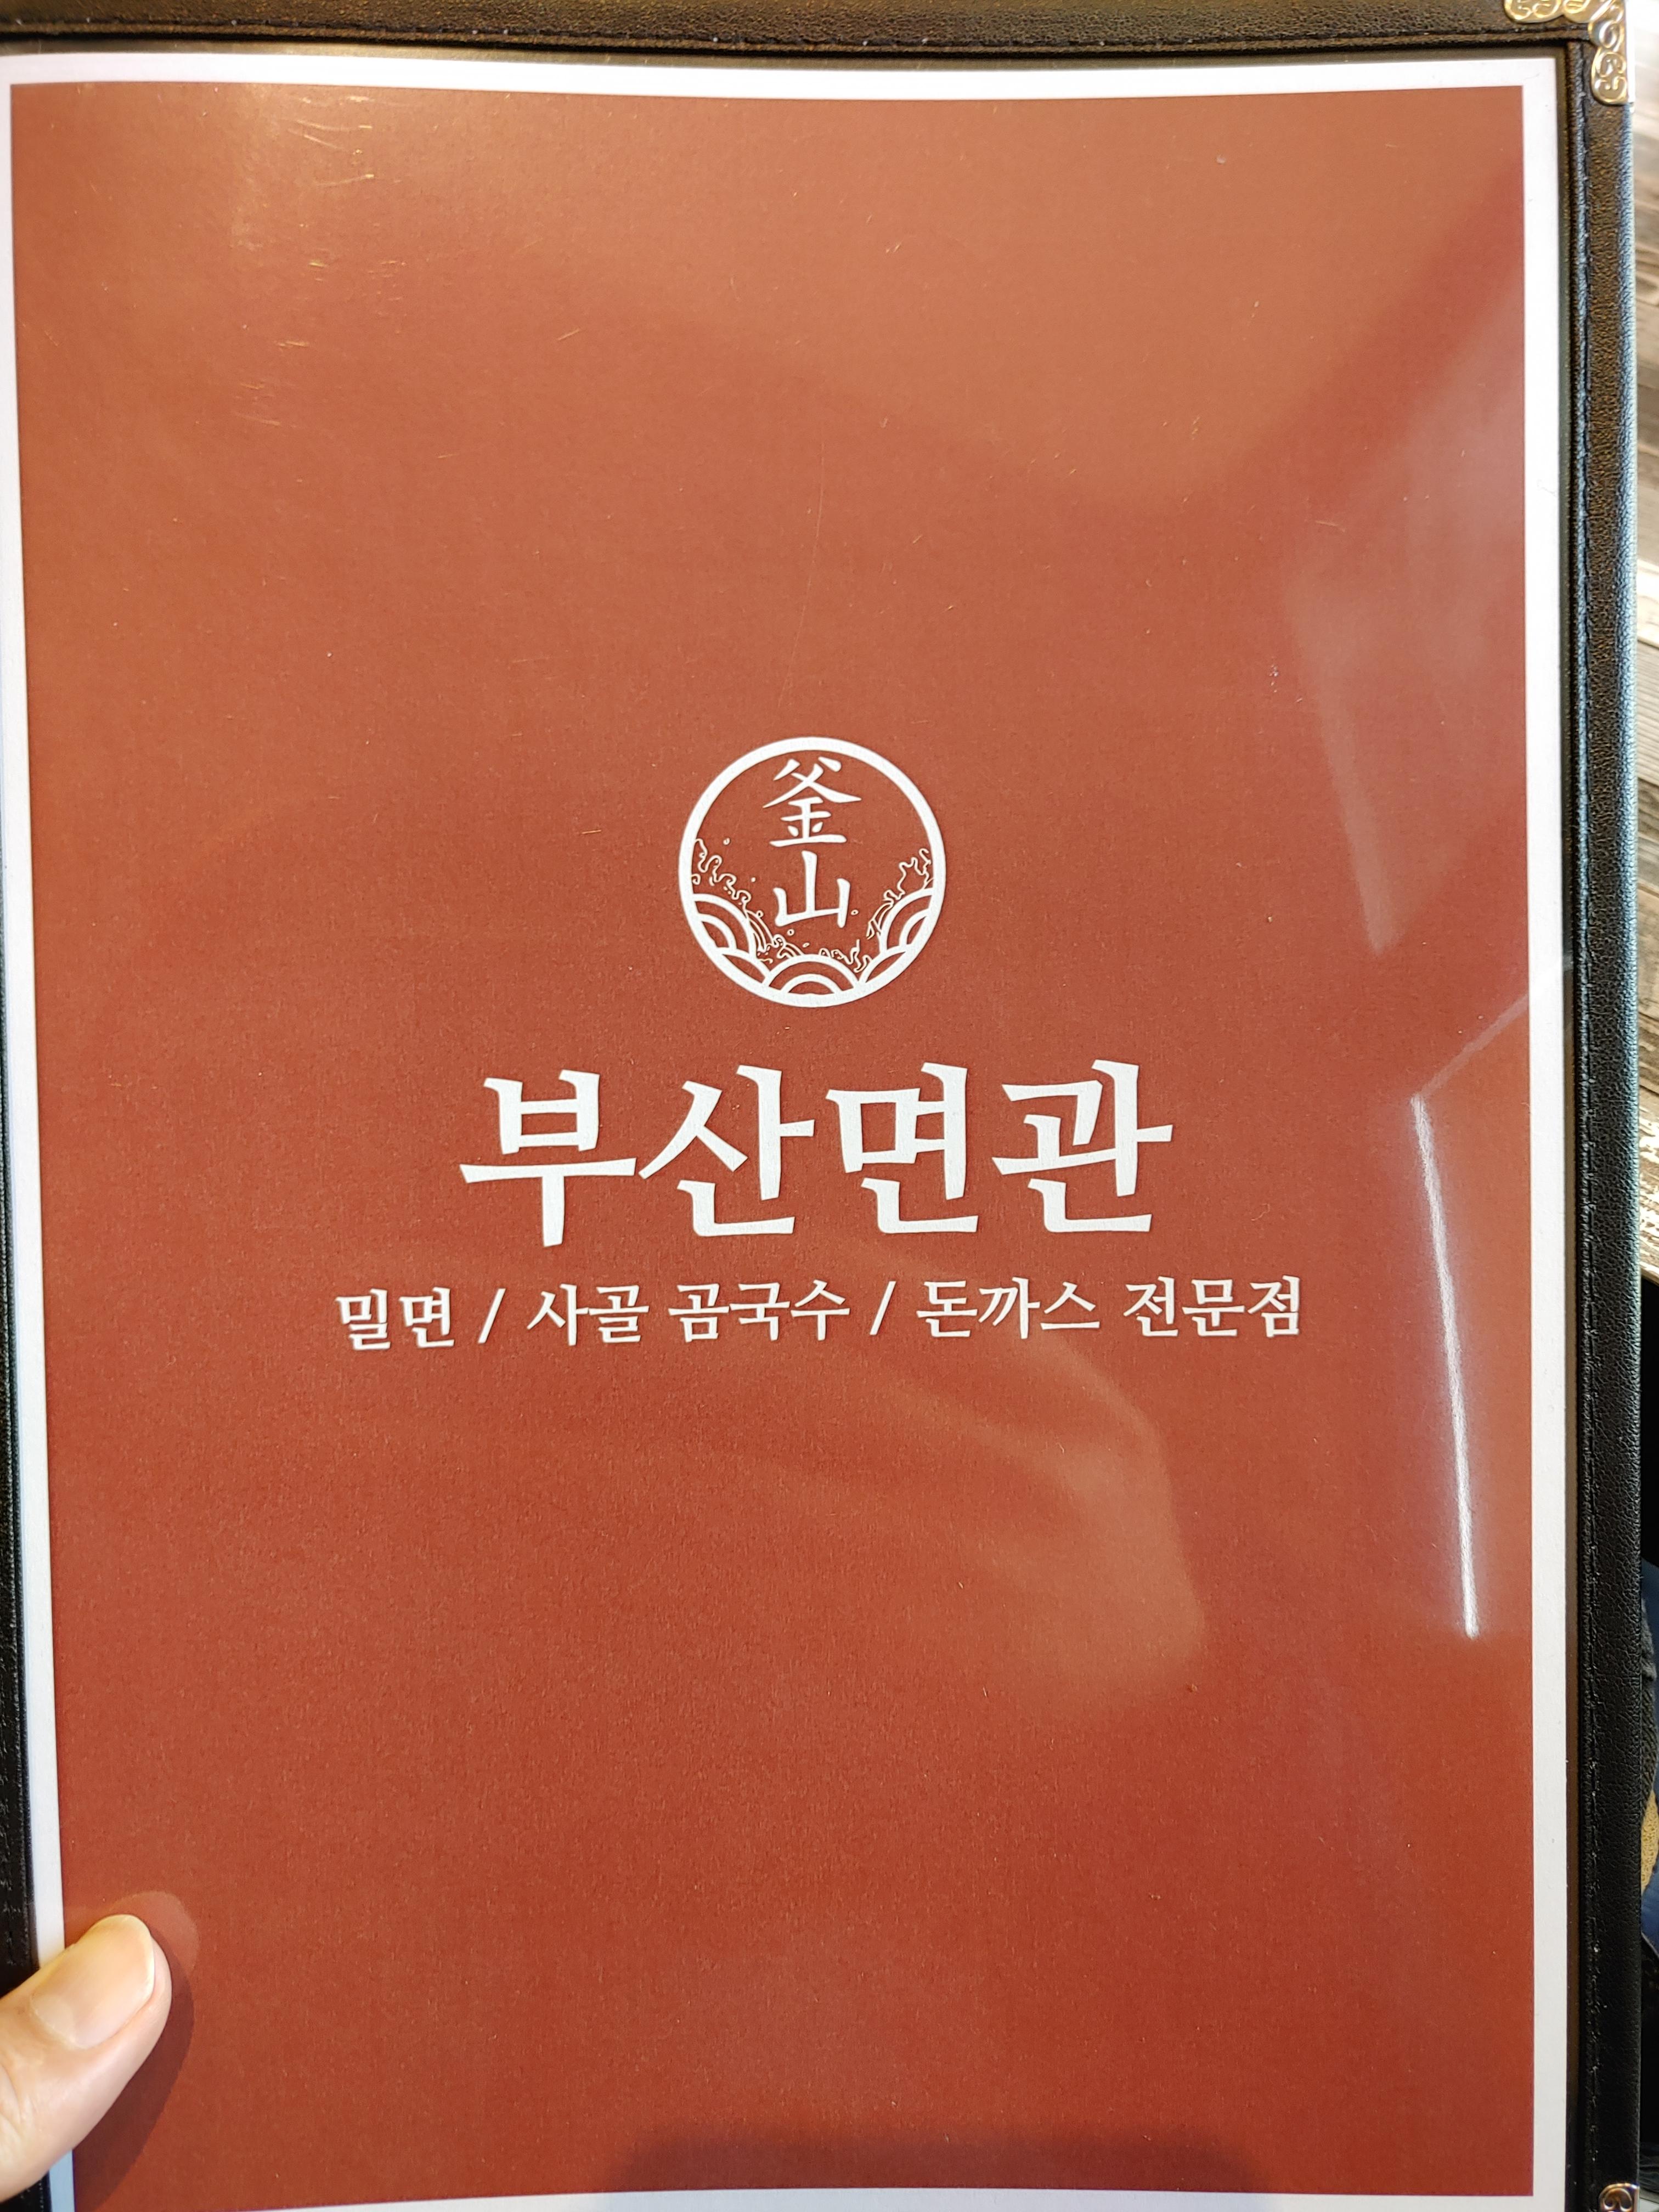 釜
山
부산면관
밀면 / 사골 곰국수 / 돈까스 전문점